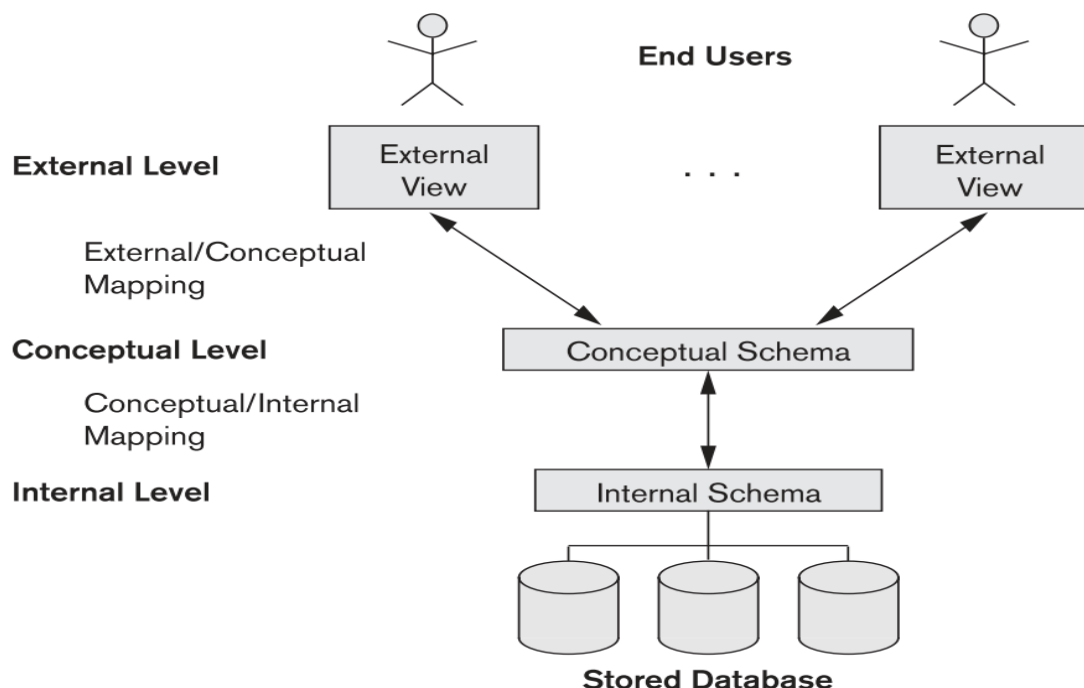 End Users
External Level
External
View
. . .
External
View
External/Conceptual
Mapping
Conceptual Level
Conceptual Schema
Conceptual/Internal
Mapping
Internal Level
Internal Schema
Stored Database